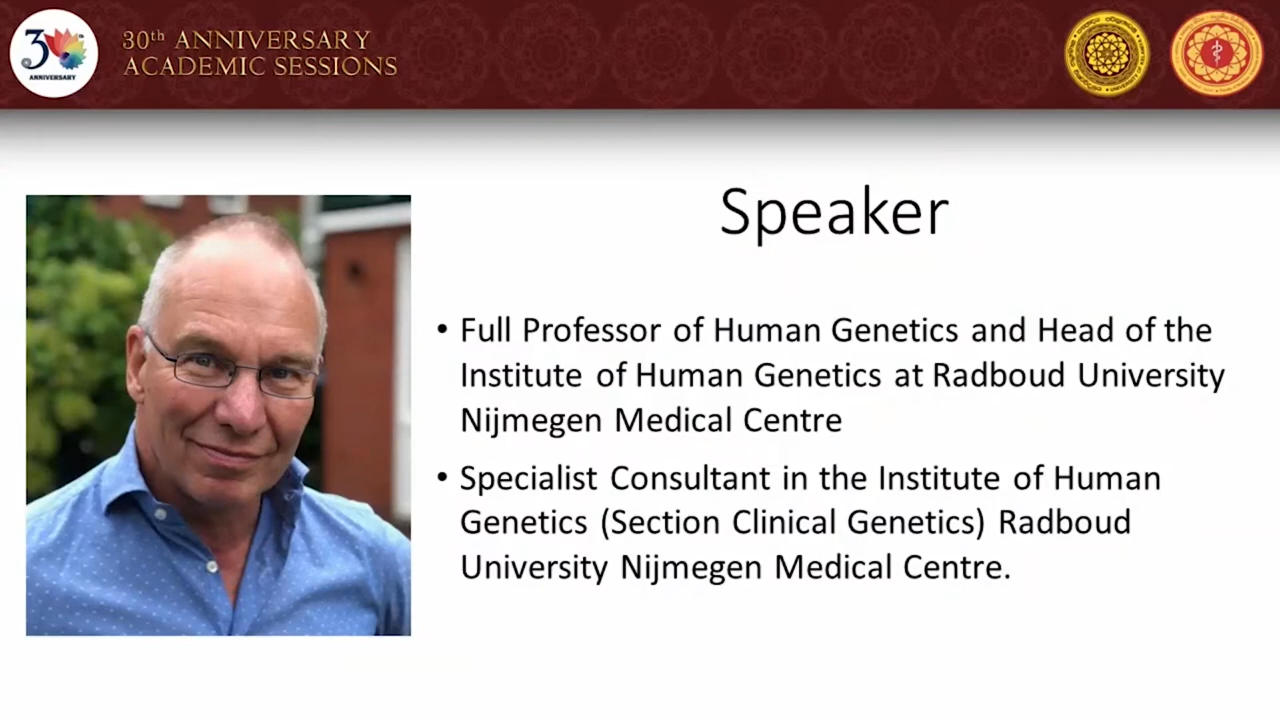 30
ANNIVERSARY
30th ANNIVERSARY
ACADEMIC SESSIONS
Speaker
• Full Professor of Human Genetics and Head of the
Institute of Human Genetics at Radboud University
Nijmegen Medical Centre
• Specialist Consultant in the Institute of Human
Genetics (Section Clinical Genetics) Radboud
University Nijmegen Medical Centre.